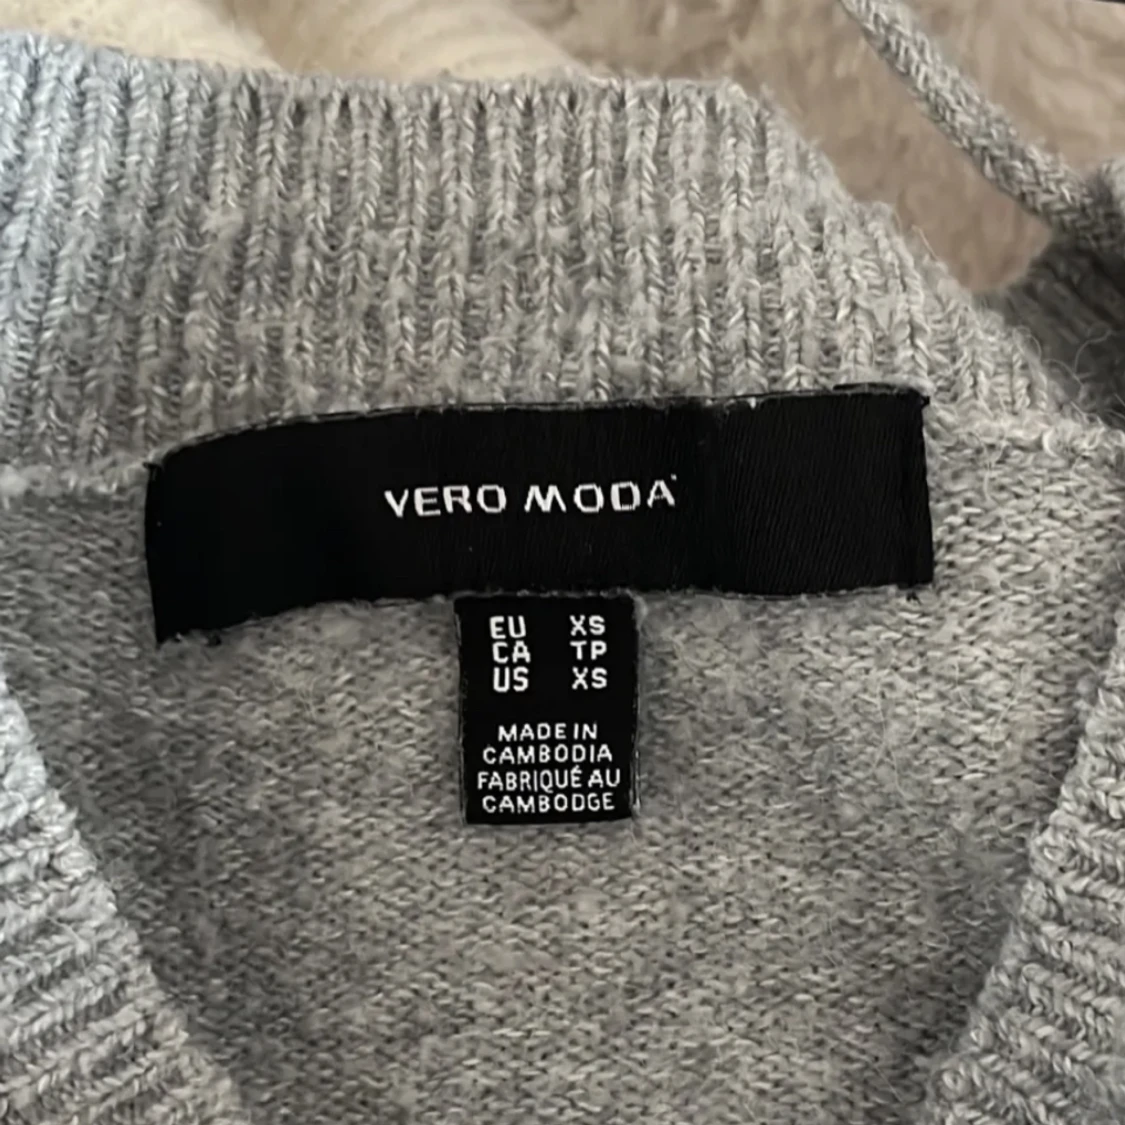 VERO MODA
EU XS
CA TP
US XS
MADE IN
CAMBODIA
FABRIQUÉ AU
CAMBODGE